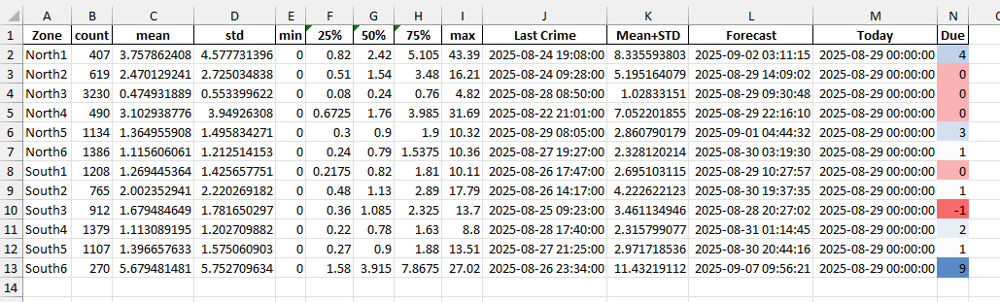 A B C D E F G H I J K L M N
1 Zone count mean std min 25% 50% 75% max Last Crime Mean+STD Forecast Today Due
2 North1 407 3.757862408 4.577731396 0 0.82 2.42 5.105 43.39 2025-08-24 19:08:00 8.335593803 2025-09-02 03:11:15 2025-08-29 00:00:00 4
3 North2 619 2.470129241 2.725034838 0 0.51 1.54 3.48 16.21 2025-08-24 09:28:00 5.195164079 2025-08-29 14:09:02 2025-08-29 00:00:00 0
4 North3 3230 0.474931889 0.553399622 0 0.08 0.24 0.76 4.82 2025-08-28 08:50:00 1.02833151 2025-08-29 09:30:48 2025-08-29 00:00:00 0
5 North4 490 3.102938776 3.94926308 0 0.6725 1.76 3.985 31.69 2025-08-22 21:01:00 7.052201855 2025-08-29 22:16:10 2025-08-29 00:00:00 0
6 North5 1134 1.364955908 1.495834271 0 0.3 0.9 1.9 10.32 2025-08-29 08:05:00 2.860790179 2025-09-01 04:44:32 2025-08-29 00:00:00 3
7 North6 1386 1.115606061 1.212514153 0 0.24 0.79 1.5375 10.36 2025-08-27 19:27:00 2.328120214 2025-08-30 03:19:30 2025-08-29 00:00:00 1
8 South1 1208 1.269445364 1.425657751 0 0.2175 0.82 1.81 10.11 2025-08-26 17:47:00 2.695103115 2025-08-29 10:27:57 2025-08-29 00:00:00 0
9 South2 765 2.002352941 2.220269182 0 0.48 1.13 2.89 17.79 2025-08-26 14:17:00 4.222622123 2025-08-30 19:37:35 2025-08-29 00:00:00 1
10 South3 912 1.679484649 1.781650297 0 0.36 1.085 2.325 13.7 2025-08-25 09:23:00 3.461134946 2025-08-28 20:27:02 2025-08-29 00:00:00 -1
11 South4 1379 1.113089195 1.202709882 0 0.22 0.78 1.63 8.8 2025-08-28 17:40:00 2.315799077 2025-08-31 01:14:45 2025-08-29 00:00:00 2
12 South5 1107 1.396657633 1.575060903 0 0.27 0.9 1.88 13.51 2025-08-27 21:25:00 2.971718536 2025-08-30 20:44:16 2025-08-29 00:00:00 1
13 South6 270 5.679481481 5.752709634 0 1.58 3.915 7.8675 27.02 2025-08-26 23:34:00 11.43219112 2025-09-07 09:56:21 2025-08-29 00:00:00 9
14